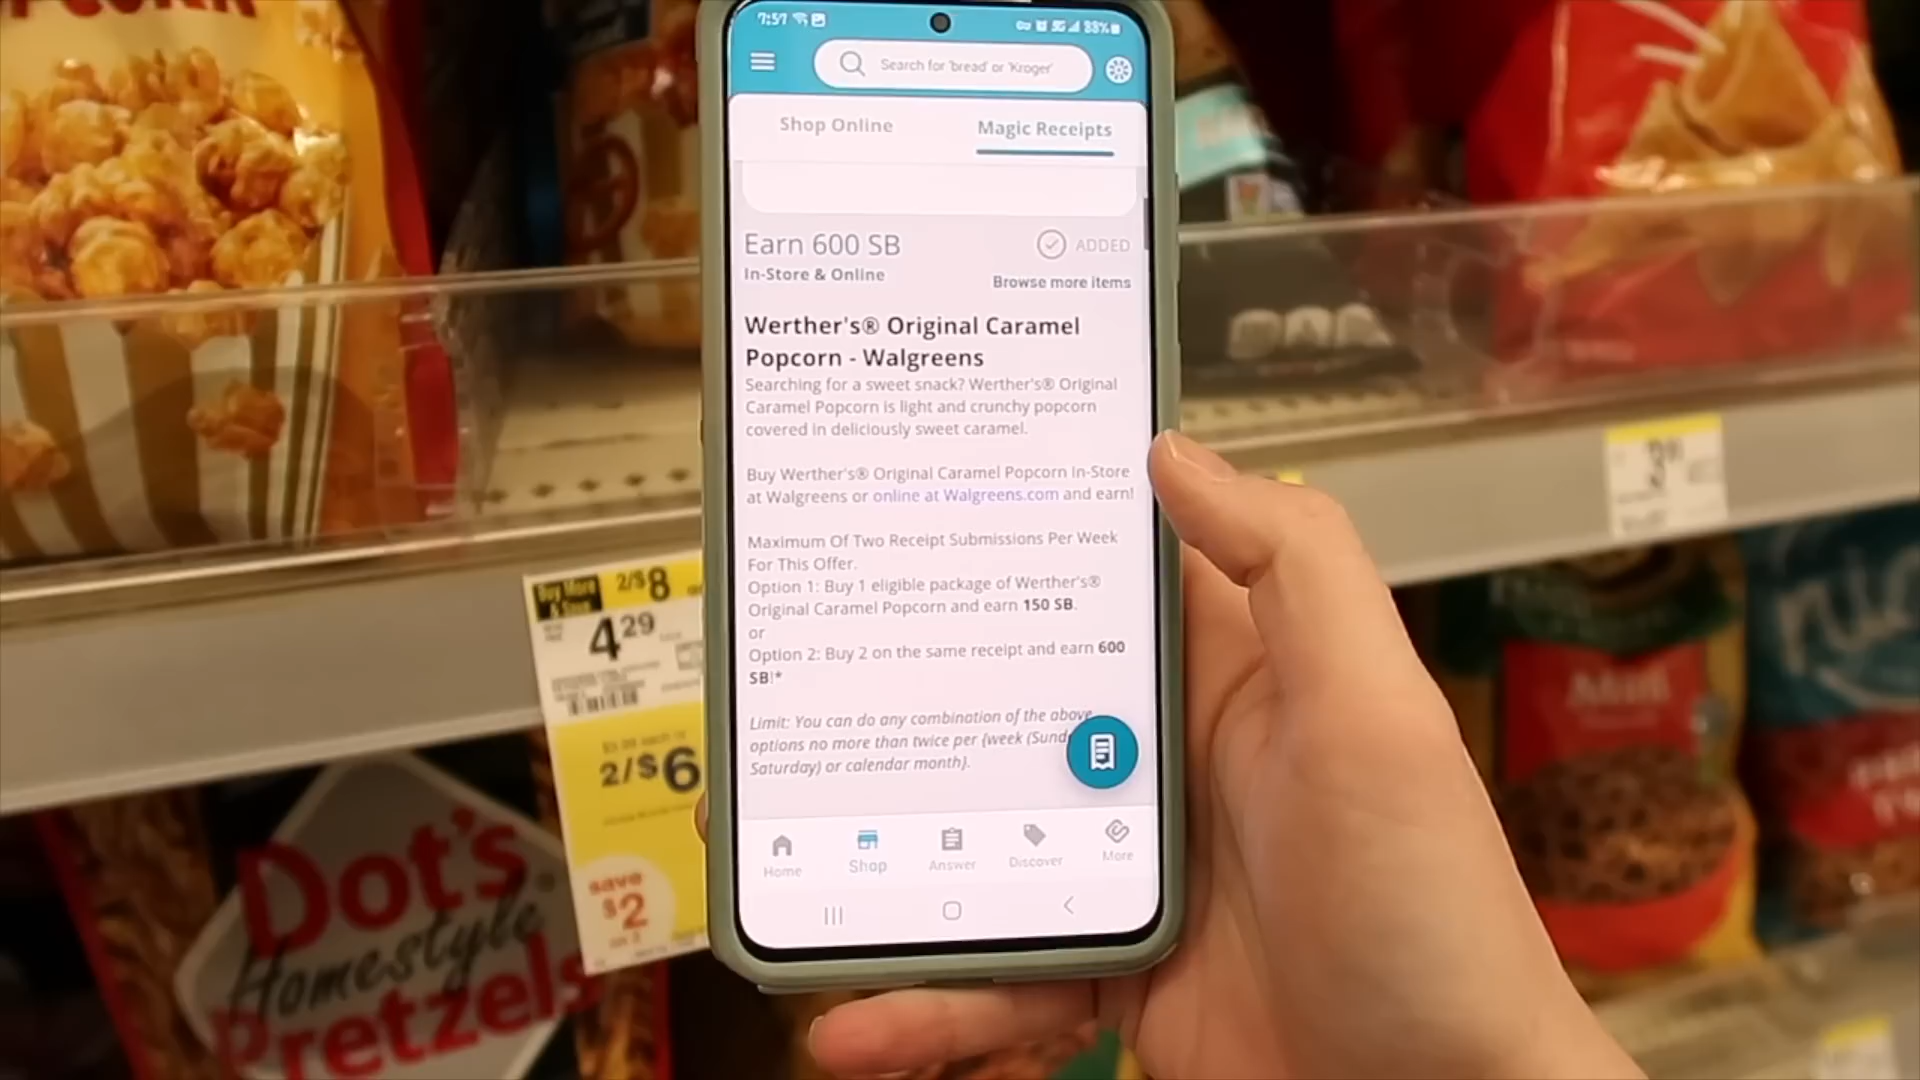 7:57
33%
Search for 'bread' or 'Kroger'
Shop Online
Magic Receipts
Earn 600 SB
ADDED
In-Store & Online
Browse more items
Werther's® Original Caramel
Popcorn - Walgreens
Searching for a sweet snack? Werther's® Original
Caramel Popcorn is light and crunchy popcorn
covered in deliciously sweet caramel.
Buy Werther's® Original Caramel Popcorn In-Store
at Walgreens or online at Walgreens.com and earn!
Maximum Of Two Receipt Submissions Per Week
For This Offer.
Option 1: Buy 1 eligible package of Werther's®
Original Caramel Popcorn and earn 150 SB.
or
Option 2: Buy 2 on the same receipt and earn 600
SB!*
Limit: You can do any combination of the above
options no more than twice per {week (Sund
Saturday) or calendar month}.
Home
Shop
Answer
Discover
More
Buy More
& Save
2/$8
4 29
2/$6
save
$2
Dot's
Homestyle
Pretzels